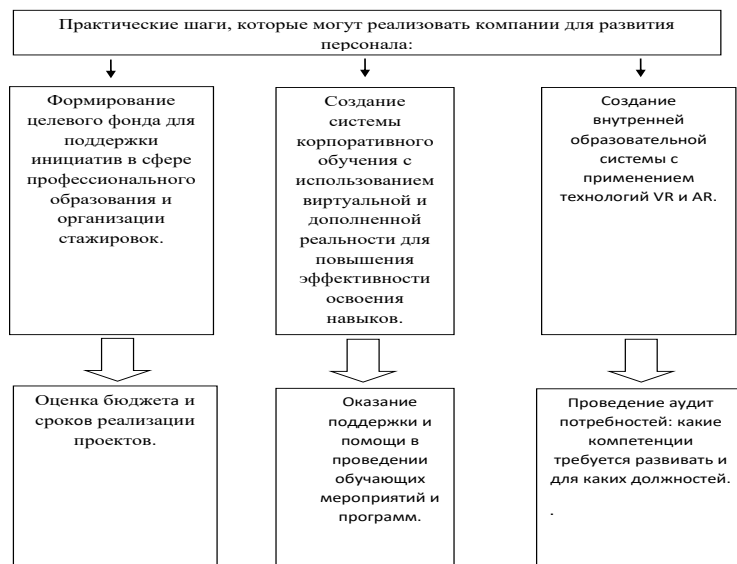 Практические шаги, которые могут реализовать компании для развития
персонала:
Формирование
целевого фонда для
поддержки
инициатив в сфере
профессионального
образования и
организации
стажировок.
Создание
системы
корпоративного
обучения с
использованием
виртуальной и
дополненной
реальности для
повышения
эффективности
освоения
навыков.
Создание
внутренней
образовательной
системы с
применением
технологий VR и AR.
Оценка бюджета и
сроков реализации
проектов.
Оказание
поддержки и
помощи в
проведении
обучающих
мероприятий и
программ.
Проведение аудит
потребностей: какие
компетенции
требуется развивать и
для каких должностей.
.